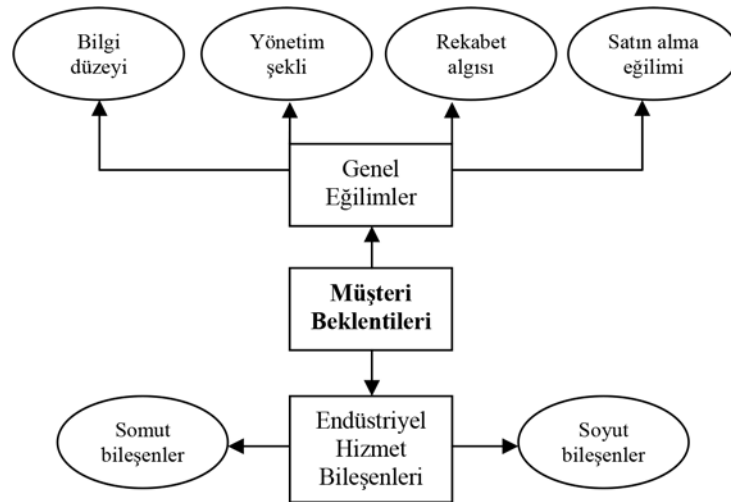 Bilgi
düzeyi
Yönetim
şekli
Rekabet
algısı
Satın alma
eğilimi
Genel
Eğilimler
Müşteri
Beklentileri
Somut
bileşenler
Endüstriyel
Hizmet
Bileşenleri
Soyut
bileşenler